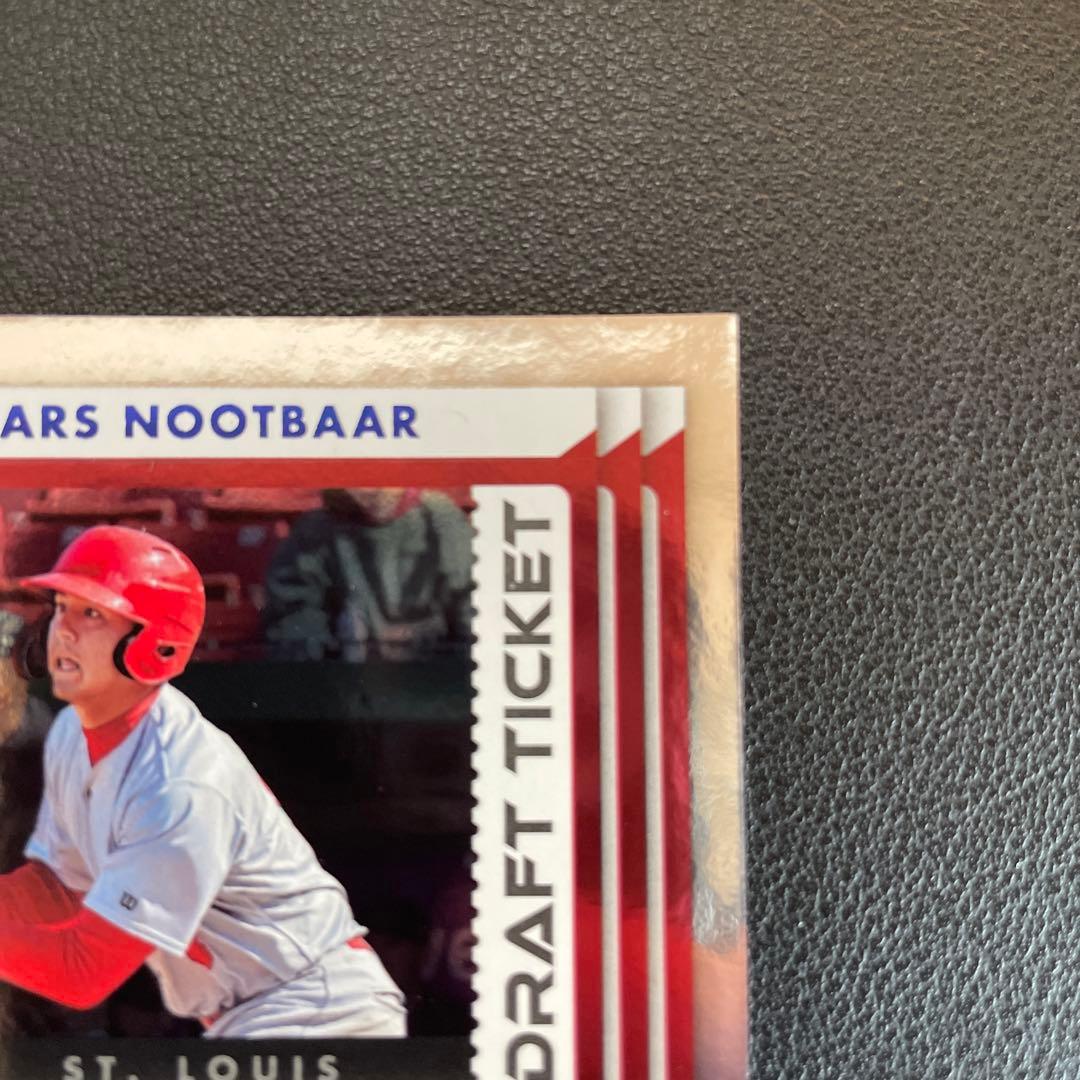 ARS NOOTBAAR
DRAFT TICKET
ST. LOUIS